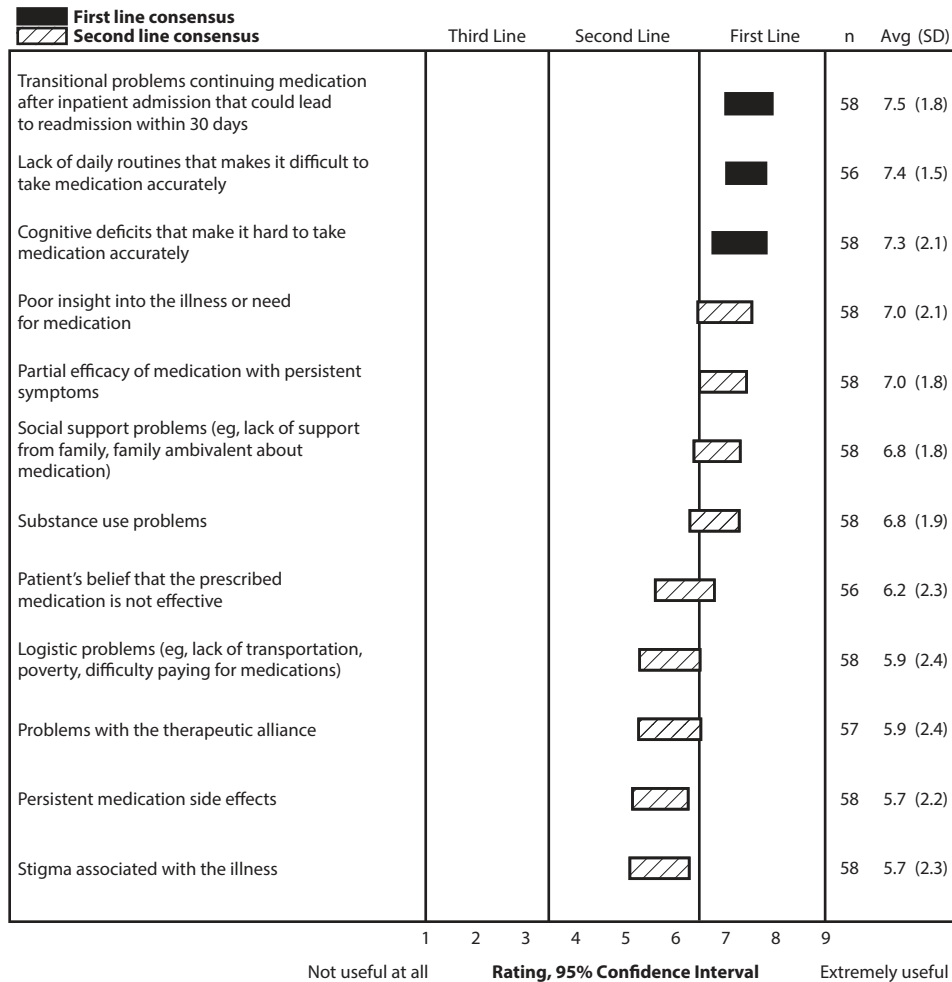 First line consensus
Second line consensus
Third Line Second Line First Line n Avg (SD)
Transitional problems continuing medication
after inpatient admission that could lead
to readmission within 30 days
58 7.5 (1.8)
Lack of daily routines that makes it difficult to
take medication accurately
56 7.4 (1.5)
Cognitive deficits that make it hard to take
medication accurately
58 7.3 (2.1)
Poor insight into the illness or need
for medication
58 7.0 (2.1)
Partial efficacy of medication with persistent
symptoms
58 7.0 (1.8)
Social support problems (eg, lack of support
from family, family ambivalent about
medication)
58 6.8 (1.8)
Substance use problems
58 6.8 (1.9)
Patient's belief that the prescribed
medication is not effective
56 6.2 (2.3)
Logistic problems (eg, lack of transportation,
poverty, difficulty paying for medications)
58 5.9 (2.4)
Problems with the therapeutic alliance
57 5.9 (2.4)
Persistent medication side effects
58 5.7 (2.2)
Stigma associated with the illness
58 5.7 (2.3)
1 2 3 4 5 6 7 8 9
Not useful at all Rating, 95% Confidence Interval Extremely useful